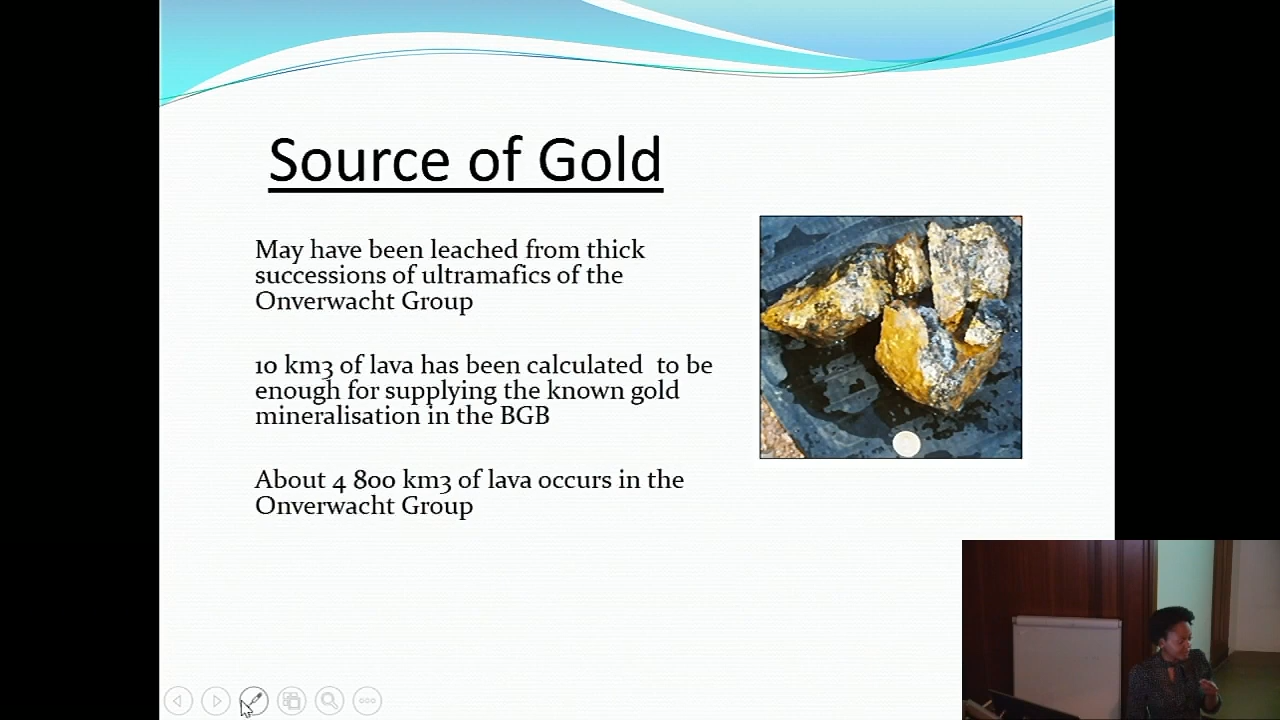 Source of Gold
May have been leached from thick
successions of ultramafics of the
Onverwacht Group
10 km3 of lava has been calculated  to be
enough for supplying the known gold
mineralisation in the BGB
About 4 800 km3 of lava occurs in the
Onverwacht Group